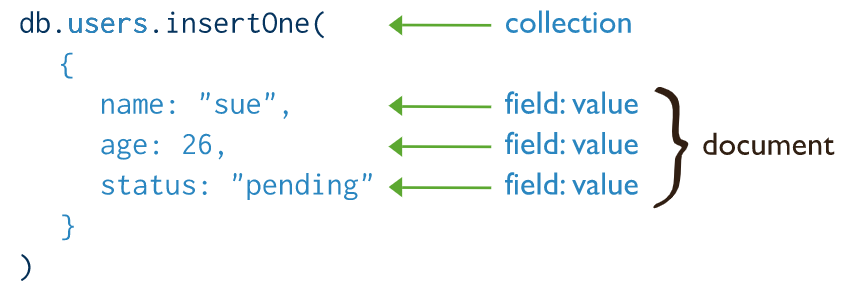 db.users.insertOne( collection
{
name: "sue", field: value
age: 26, field: value document
status: "pending" field: value
}
)